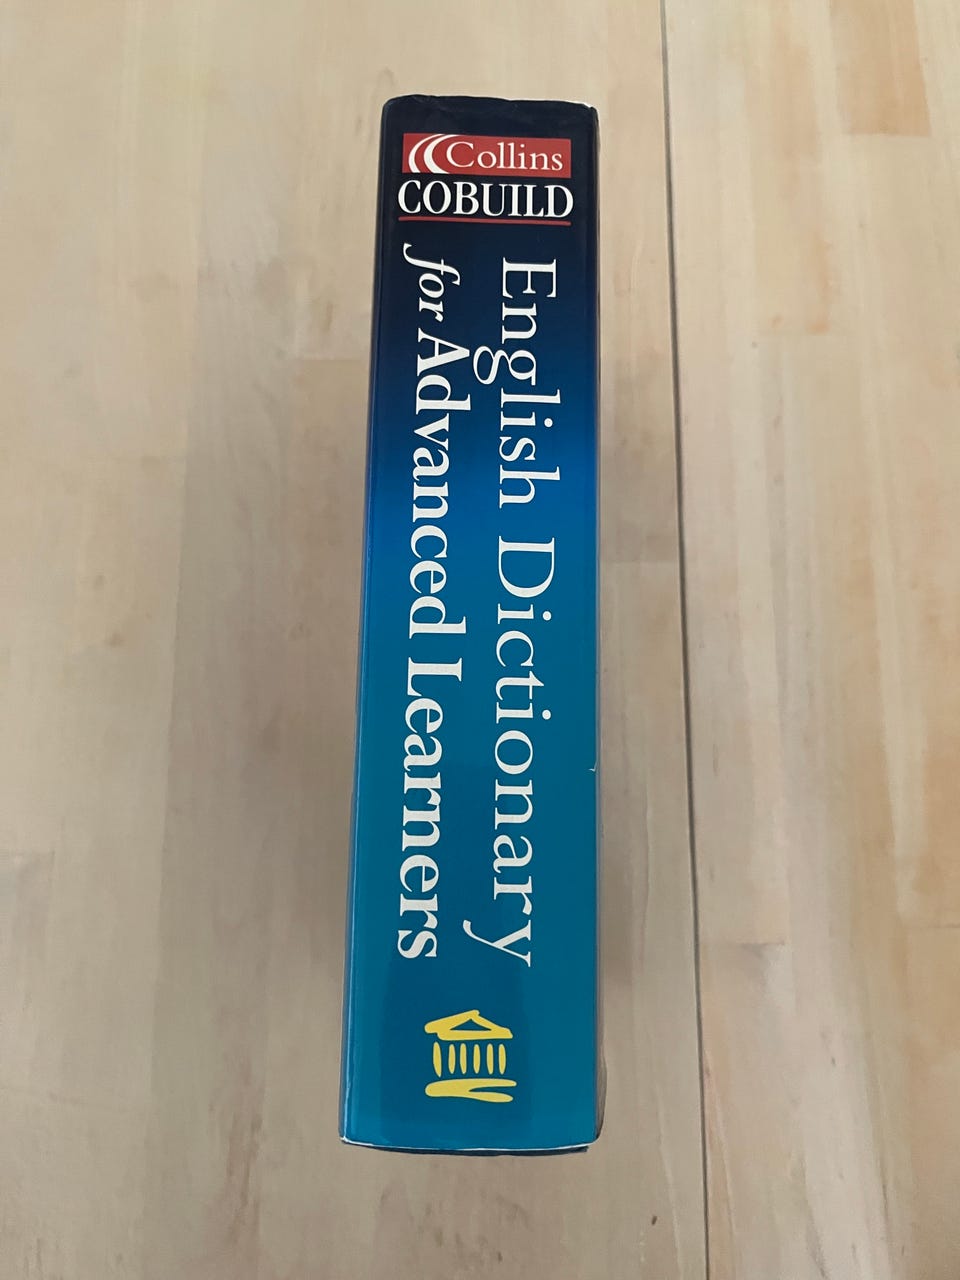 Collins
COBUILD
English Dictionary
for Advanced Learners